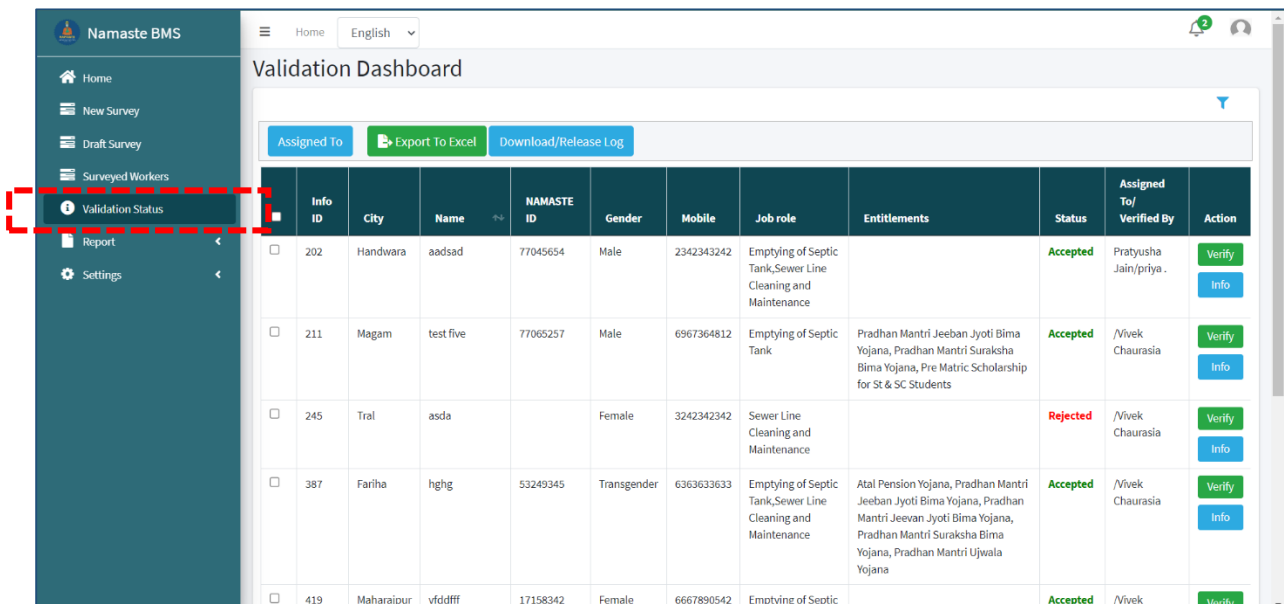 Namaste BMS
Home
English
2
Home
New Survey
Draft Survey
Surveyed Workers
Validation Status
Report
Settings
Validation Dashboard
Assigned To
Export To Excel
Download/Release Log
Info
ID
City
Name
NAMASTE
ID
Gender
Mobile
Job role
Entitlements
Status
Assigned
To/
Verified By
Action
202
Handwara
aadsad
77045654
Male
2342343242
Emptying of Septic
Tank,Sewer Line
Cleaning and
Maintenance
Accepted
Pratyusha
Jain/priya .
Verify
Info
211
Magam
test five
77065257
Male
6967364812
Emptying of Septic
Tank
Pradhan Mantri Jeeban Jyoti Bima
Yojana, Pradhan Mantri Suraksha
Bima Yojana, Pre Matric Scholarship
for St & SC Students
Accepted
/Vivek
Chaurasia
Verify
Info
245
Tral
asda
Female
3242342342
Sewer Line
Cleaning and
Maintenance
Rejected
/Vivek
Chaurasia
Verify
Info
387
Fariha
hghg
53249345
Transgender
6363633633
Emptying of Septic
Tank,Sewer Line
Cleaning and
Maintenance
Atal Pension Yojana, Pradhan Mantri
Jeeban Jyoti Bima Yojana, Pradhan
Mantri Jeevan Jyoti Bima Yojana,
Pradhan Mantri Suraksha Bima
Yojana, Pradhan Mantri Ujwala
Yojana
Accepted
/Vivek
Chaurasia
Verify
Info
419
Maharajpur
vfddfff
17158342
Female
6667890542
Emptying of Septic
Accepted
/Vivek
Verify